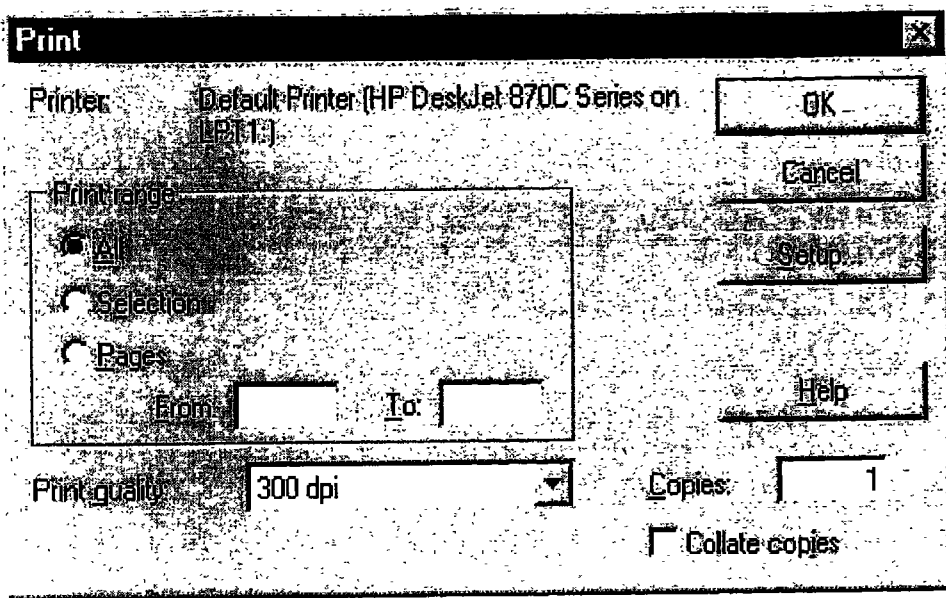 Print
Printer: Default Printer (HP DeskJet 870C Series on
LPT1:)
OK
Cancel
Print range
All
Setup...
Selections
Pages
From: To:
Help
Print quality: 300 dpi
Copies: 1
Collate copies